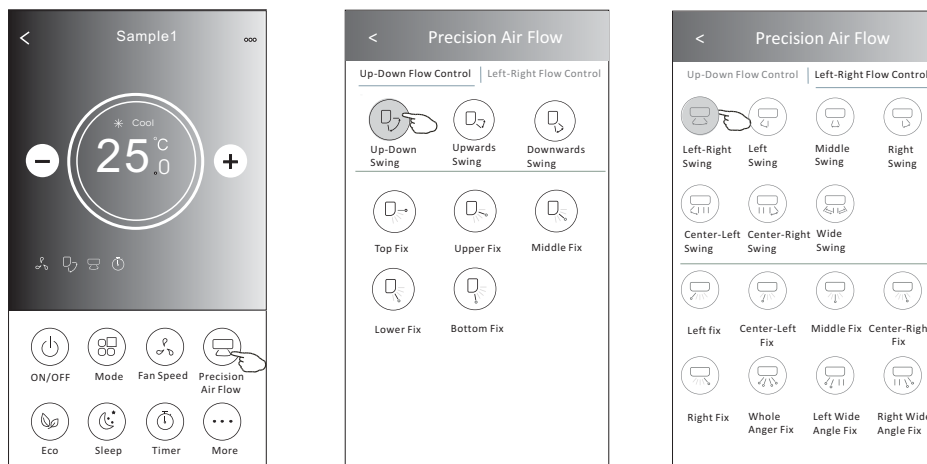 Sample1
Cool
25.0°C
ON/OFF
Mode
Fan Speed
Precision
Air Flow
Eco
Sleep
Timer
More
Precision Air Flow
Up-Down Flow Control
Left-Right Flow Control
Up-Down
Swing
Upwards
Swing
Downwards
Swing
Top Fix
Upper Fix
Middle Fix
Lower Fix
Bottom Fix
Precision Air Flow
Up-Down Flow Control
Left-Right Flow Control
Left-Right
Swing
Left
Swing
Middle
Swing
Right
Swing
Center-Left
Swing
Center-Right
Swing
Wide
Swing
Left fix
Center-Left
Fix
Middle Fix
Center-Righ
Fix
Right Fix
Whole
Anger Fix
Left Wide
Angle Fix
Right Wide
Angle Fix